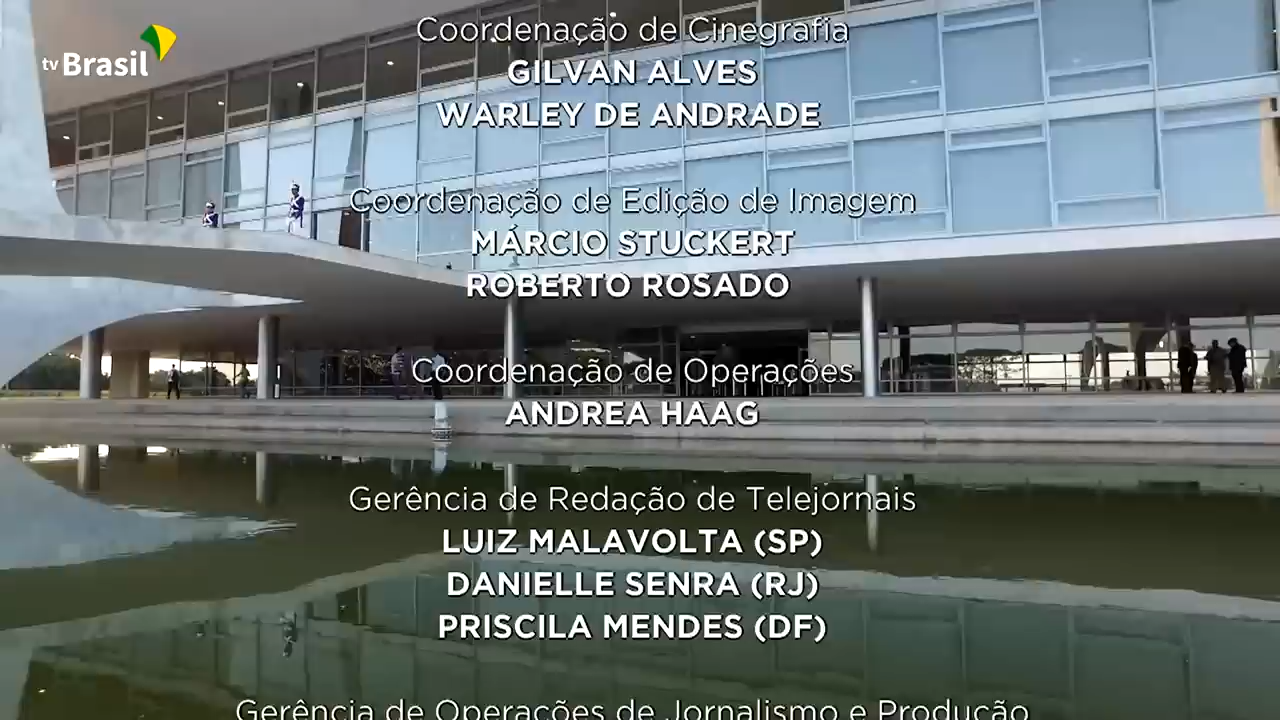 tv Brasil
Coordenação de Cinegrafia
GILVAN ALVES
WARLEY DE ANDRADE
Coordenação de Edição de Imagem
MÁRCIO STUCKERT
ROBERTO ROSADO
Coordenação de Operações
ANDREA HAAG
Gerência de Redação de Telejornais
LUIZ MALAVOLTA (SP)
DANIELLE SENRA (RJ)
PRISCILA MENDES (DF)
Gerência de Operações de Jornalismo e Produção